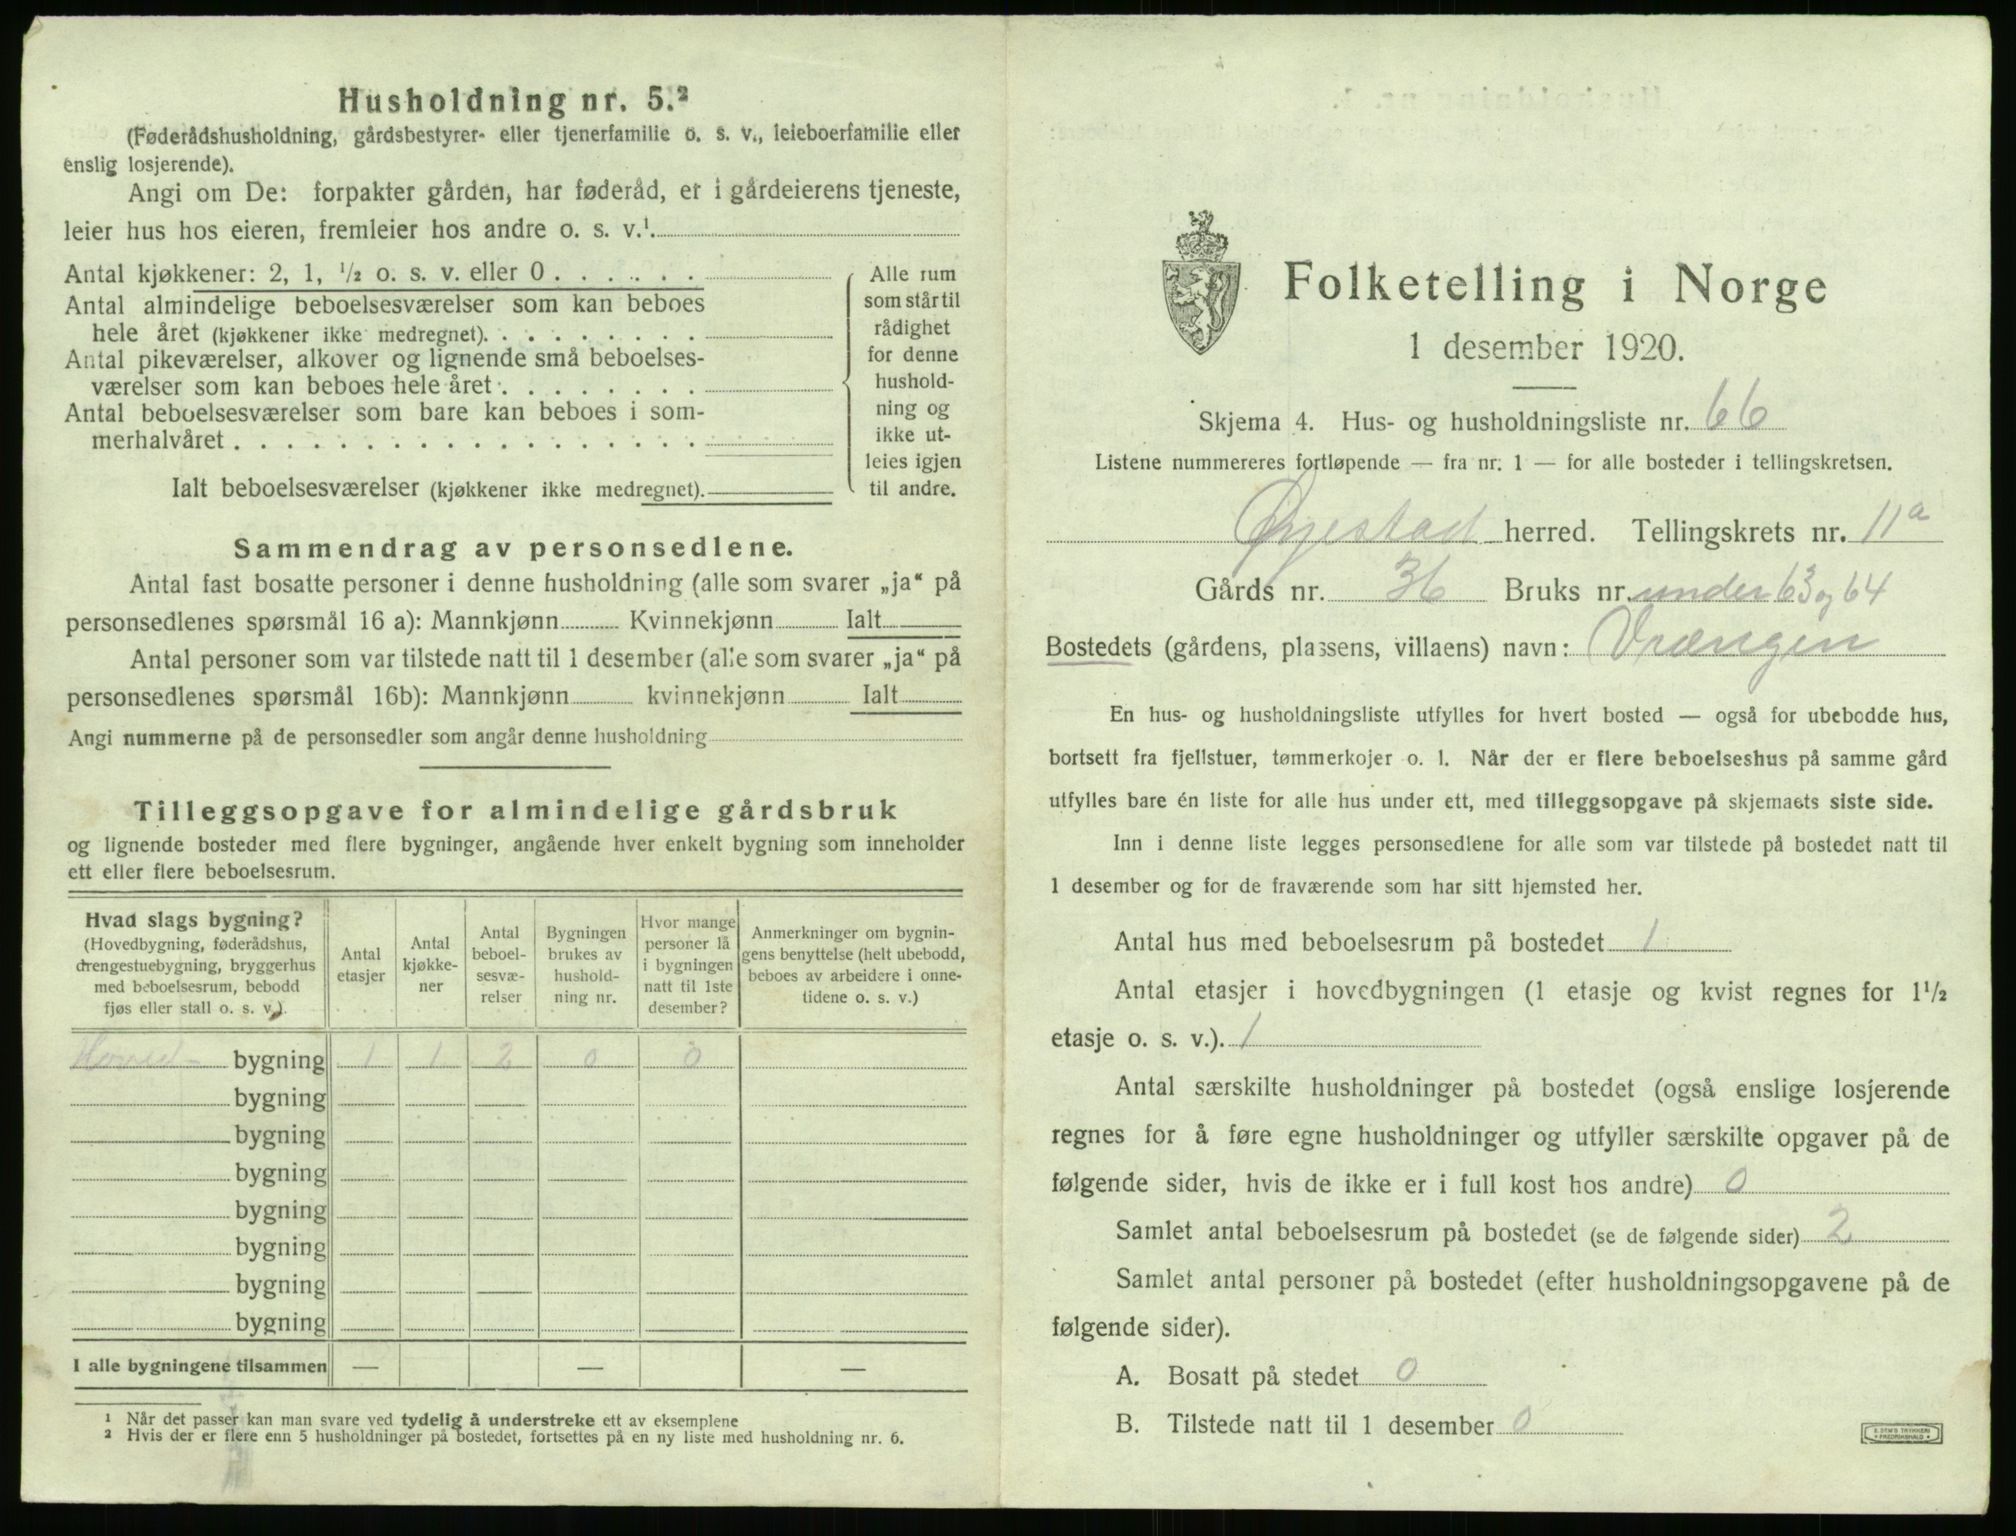 Husholdning nr. 5.²
(Føderådshusholdning, gårdsbestyrer- eller tjenerfamilie o. s. v., leieboerfamilie eller
enslig losjerende).
Angi om De: forpakter gården, har føderåd, er i gårdeierens tjeneste,
leier hus hos eieren, fremleier hos andre o. s. v.¹
Antal kjøkkener: 2, 1, ½ o. s. v. eller 0 . . . . . .
Antal almindelige beboelsesværelser som kan beboes
hele året (kjøkkener ikke medregnet). . . . . . . . .
Antal pikeværelser, alkover og lignende små beboelses-
værelser som kan beboes hele året . . . . . . . .
Antal beboelsesværelser som bare kan beboes i som-
merhalvåret . . . . . . . . . . . . . . . . . .
Ialt beboelsesværelser (kjøkkener ikke medregnet).
Alle rum
som står til
rådighet
for denne
hushold-
ning og
ikke ut-
leies igjen
til andre.
Sammendrag av personsedlene.
Antal fast bosatte personer i denne husholdning (alle som svarer „ja“ på
personsedlenes spørsmål 16 a): Mannkjønn Kvinnekjønn Ialt
Antal personer som var tilstede natt til 1 desember (alle som svarer „ja“ på
personsedlenes spørsmål 16b): Mannkjønn kvinnekjønn Ialt
Angi nummerne på de personsedler som angår denne husholdning
Tilleggsopgave for almindelige gårdsbruk
og lignende bosteder med flere bygninger, angående hver enkelt bygning som inneholder
ett eller flere beboelsesrum.
Hvad slags bygning?
(Hovedbygning, føderådshus,
drengestuebygning, bryggerhus
med beboelsesrum, bebodd
fjøs eller stall o. s. v.)
Antal
etasjer
Antal
kjøkke-
ner
Antal
beboel-
sesvæ-
relser
Bygningen
brukes av
hushold-
ning nr.
Hvor mange
personer lå
i bygningen
natt til 1ste
desember?
Anmerkninger om bygnin-
gens benyttelse (helt ubebodd,
beboes av arbeidere i onne-
tidene o. s. v.)
Hoved- bygning 1 1 2 0 0
bygning
bygning
bygning
bygning
bygning
bygning
bygning
I alle bygningene tilsammen — — —
¹ Når det passer kan man svare ved tydelig å understreke ett av eksemplene
² Hvis der er flere enn 5 husholdninger på bostedet, fortsettes på en ny liste med husholdning nr. 6.
Folketelling i Norge
1 desember 1920.
Skjema 4. Hus- og husholdningsliste nr. 66
Listene nummereres fortløpende — fra nr. 1 — for alle bosteder i tellingskretsen.
Øyestad herred. Tellingskrets nr. 11a
Gårds nr. 36 Bruks nr. under 63 og 64
Bostedets (gårdens, plassens, villaens) navn: Vrængen
En hus- og husholdningsliste utfylles for hvert bosted — også for ubebodde hus,
bortsett fra fjellstuer, tømmerkojer o. l. Når der er flere beboelseshus på samme gård
utfylles bare én liste for alle hus under ett, med tilleggsopgave på skjemaets siste side.
Inn i denne liste legges personsedlene for alle som var tilstede på bostedet natt til
1 desember og for de fraværende som har sitt hjemsted her.
Antal hus med beboelsesrum på bostedet 1
Antal etasjer i hovedbygningen (1 etasje og kvist regnes for 1½
etasje o. s. v.). 1
Antal særskilte husholdninger på bostedet (også enslige losjerende
regnes for å føre egne husholdninger og utfyller særskilte opgaver på de
følgende sider, hvis de ikke er i full kost hos andre) 0
Samlet antal beboelsesrum på bostedet (se de følgende sider) 2
Samlet antal personer på bostedet (efter husholdningsopgavene på de
følgende sider).
A. Bosatt på stedet 0
B. Tilstede natt til 1 desember 0